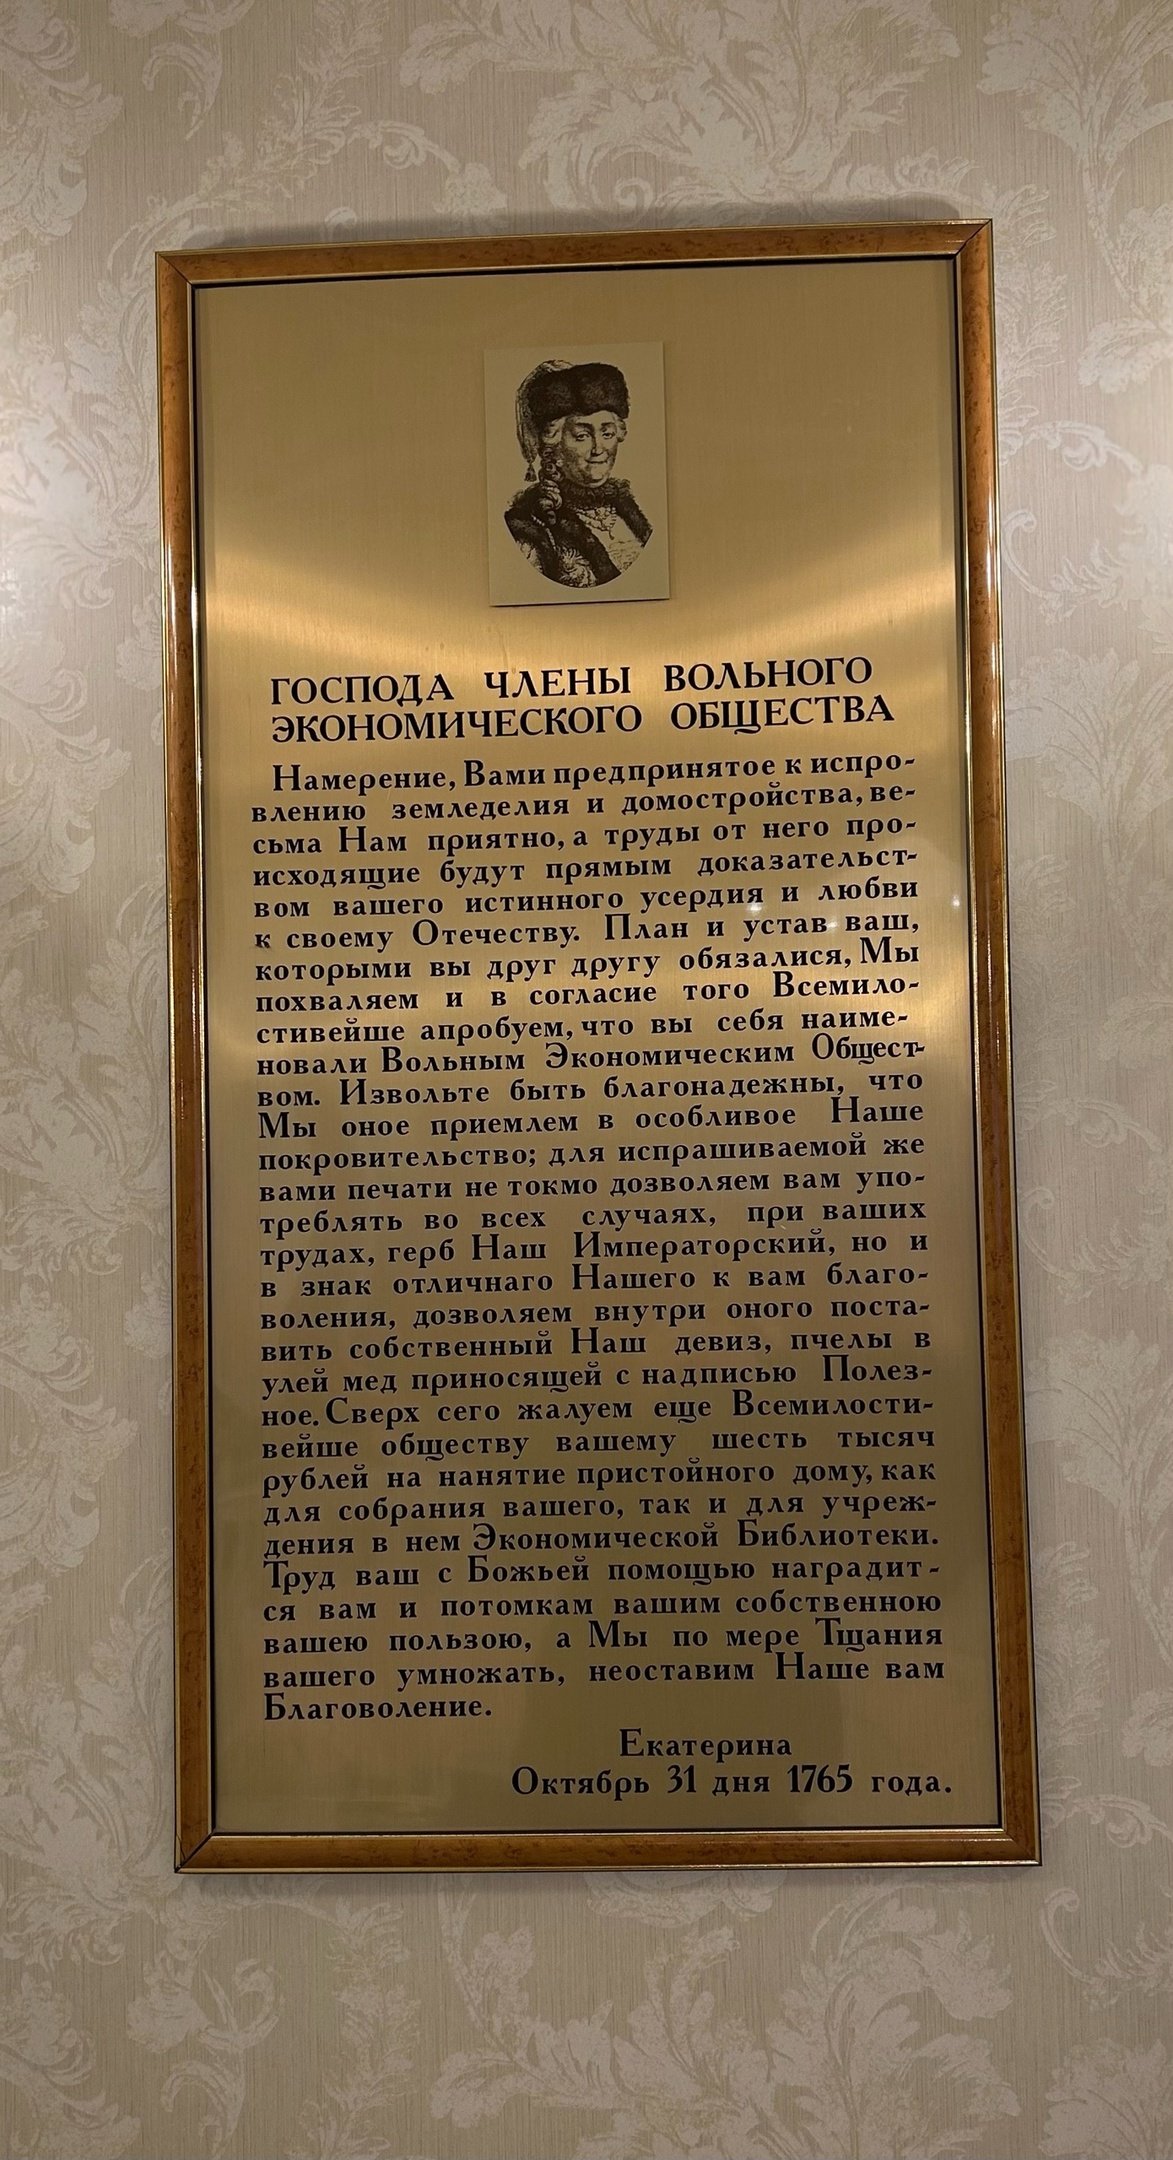 ГОСПОДА ЧЛЕНЫ ВОЛЬНОГО
ЭКОНОМИЧЕСКОГО ОБЩЕСТВА
Намерение, Вами предпринятое к испро-
влению земледелия и домостройства, ве-
сьма Нам приятно, а труды от него про-
исходящие будут прямым доказательст-
вом вашего истинного усердия и любви
к своему Отечеству. План и устав ваш,
которыми вы друг другу обязалися, Мы
похваляем и в согласие того Всемило-
стивейше апробуем, что вы себя наиме-
новали Вольным Экономическим Общест-
вом. Извольте быть благонадежны, что
Мы оное приемлем в особливое Наше
покровительство; для испрашиваемой же
вами печати не токмо дозволяем вам упо-
треблять во всех случаях, при ваших
трудах, герб Наш Императорский, но и
в знак отличнаго Нашего к вам благо-
воления, дозволяем внутри оного поста-
вить собственный Наш девиз, пчелы в
улей мед приносящей с надписью Полез-
ное. Сверх сего жалуем еще Всемилости-
вейше обществу вашему шесть тысяч
рублей на нанятие пристойного дому, как
для собрания вашего, так и для учреж-
дения в нем Экономической Библиотеки.
Труд ваш с Божьей помощью наградит-
ся вам и потомкам вашим собственною
вашею пользою, а Мы по мере Тщания
вашего умножать, неоставим Наше вам
Благоволение.
Екатерина
Октябрь 31 дня 1765 года.